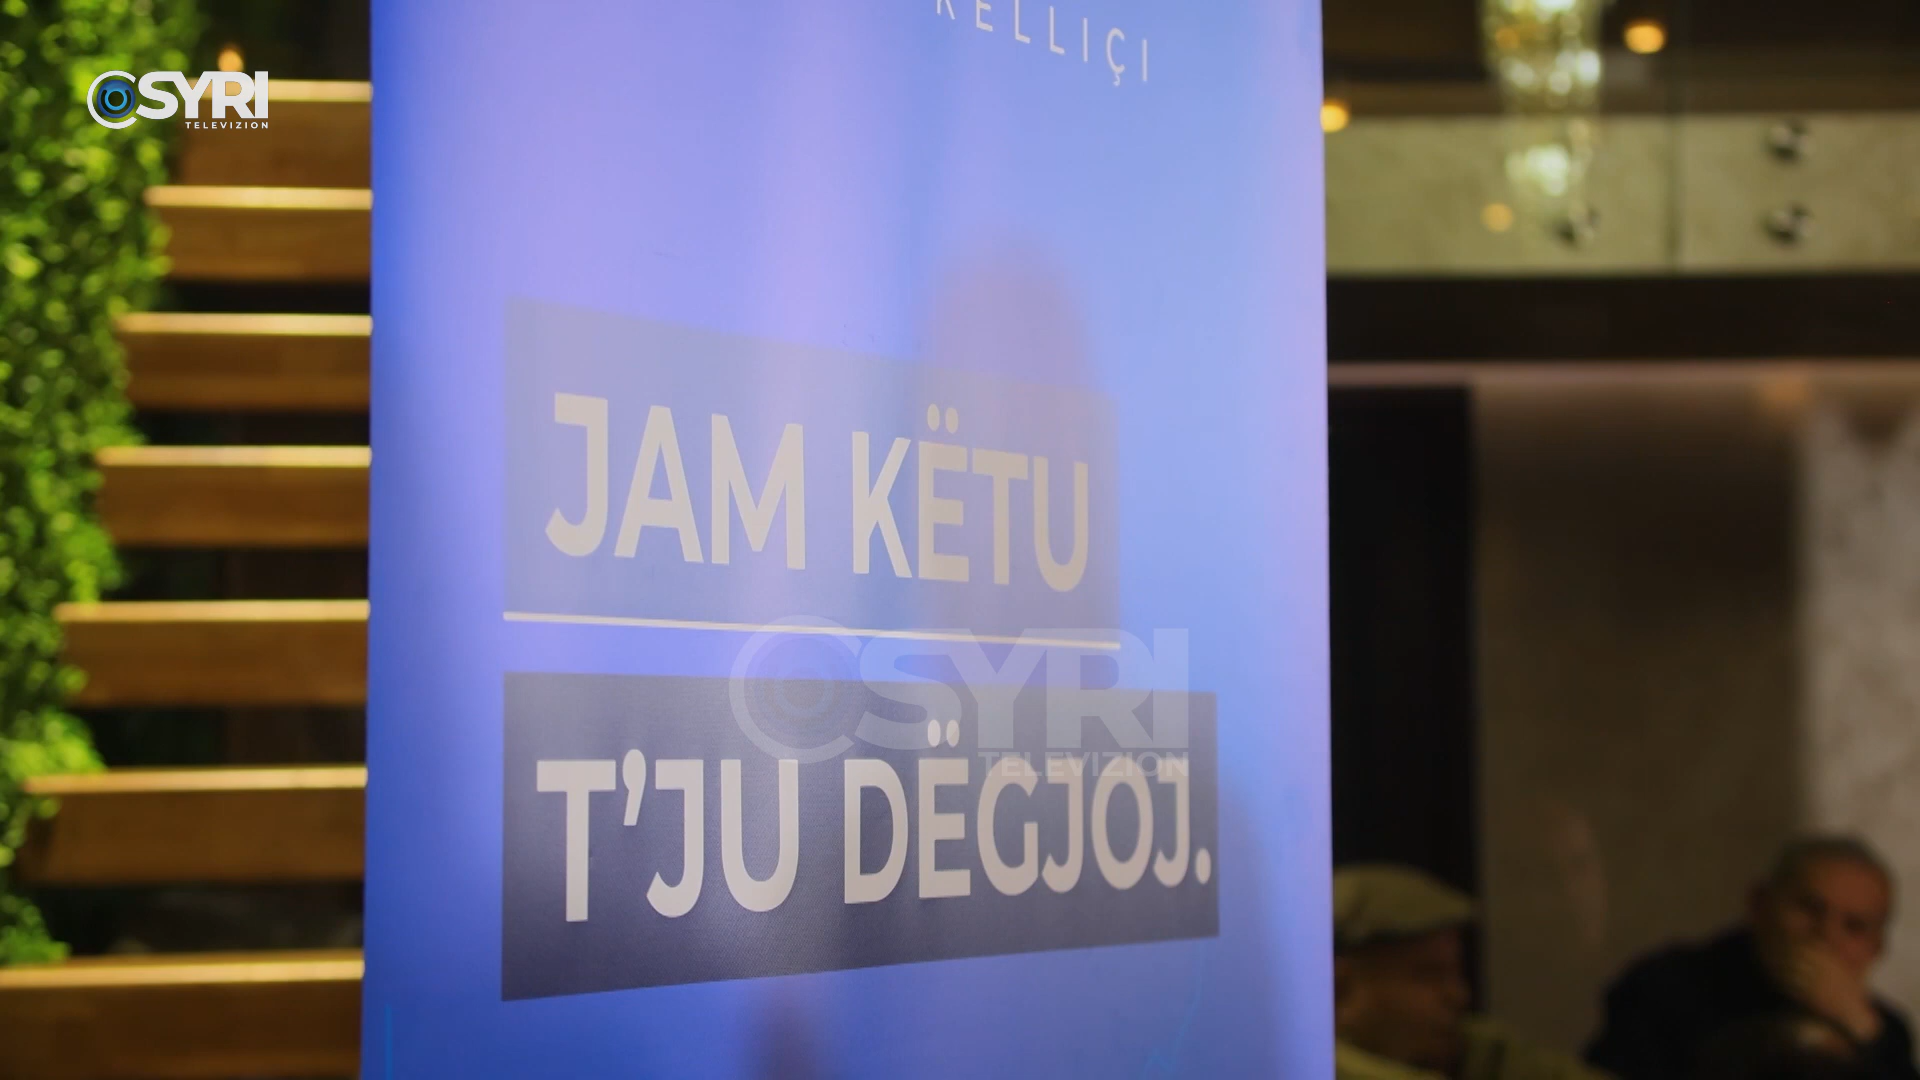 SYRI
TELEVIZION
KELLIÇI
JAM KËTU
T'JU DËGJOJ.
SYRI
TELEVIZION